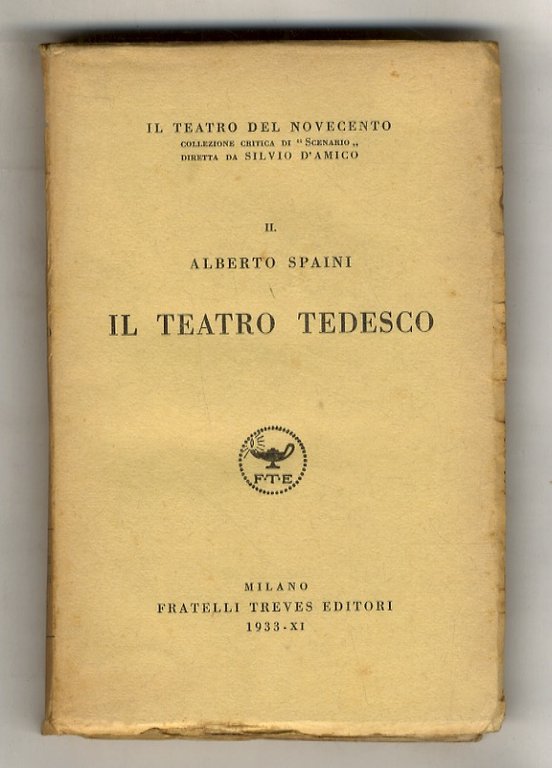 IL TEATRO DEL NOVECENTO
COLLEZIONE CRITICA DI “SCENARIO„
DIRETTA DA SILVIO D'AMICO
II.
ALBERTO SPAINI
IL TEATRO TEDESCO
F·T·E
MILANO
FRATELLI TREVES EDITORI
1933-XI